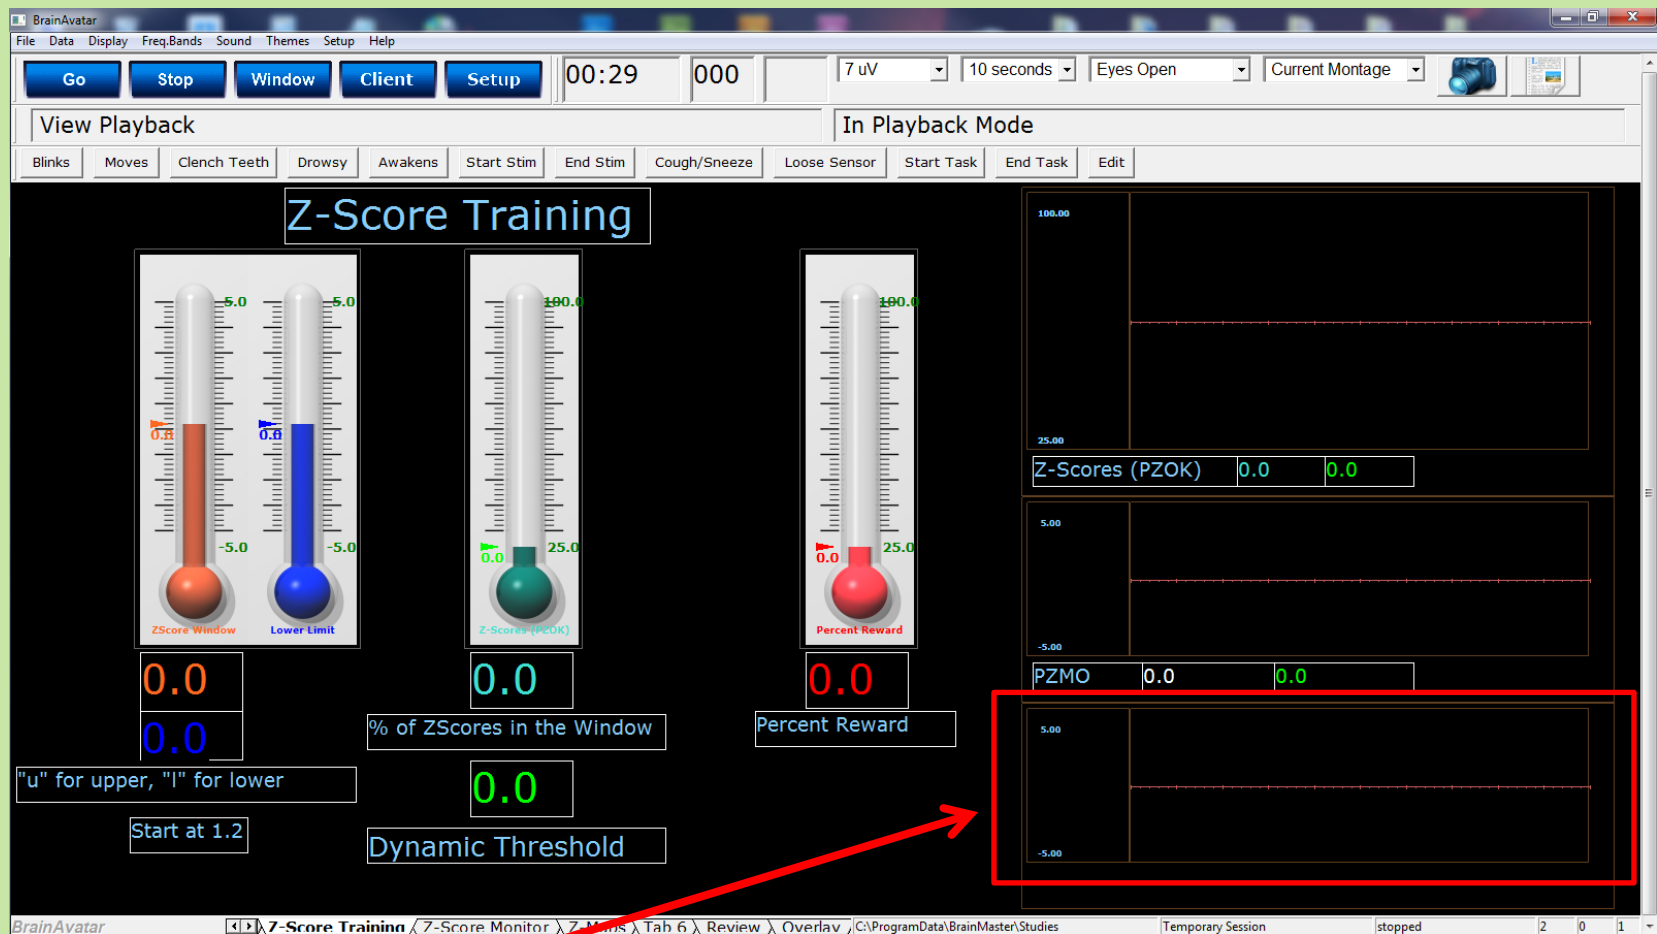 BrainAvatar
File Data Display Freq.Bands Sound Themes Setup Help
Go Stop Window Client Setup 00:29 000 7 uV 10 seconds Eyes Open Current Montage
View Playback In Playback Mode
Blinks Moves Clench Teeth Drowsy Awakens Start Stim End Stim Cough/Sneeze Loose Sensor Start Task End Task Edit
Z-Score Training
5.0 5.0 100.0 100.0
0.0 0.0
-5.0 -5.0 25.0 25.0
0.0 0.0
ZScore Window Lower Limit Z-Scores (PZOK) Percent Reward
0.0 0.0 0.0
0.0
% of ZScores in the Window
Percent Reward
"u" for upper, "l" for lower
0.0
Start at 1.2
Dynamic Threshold
100.00
25.00
Z-Scores (PZOK) 0.0 0.0
5.00
-5.00
PZMO 0.0 0.0
5.00
-5.00
BrainAvatar Z-Score Training Z-Score Monitor Z-Maps Tab 6 Review Overlay C:\ProgramData\BrainMaster\Studies Temporary Session stopped 2 0 1